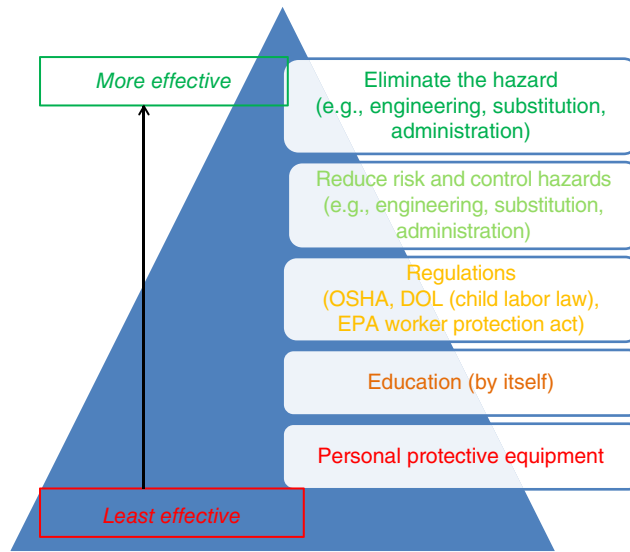 More effective
Eliminate the hazard
(e.g., engineering, substitution,
administration)
Reduce risk and control hazards
(e.g., engineering, substitution,
administration)
Regulations
(OSHA, DOL (child labor law),
EPA worker protection act)
Education (by itself)
Personal protective equipment
Least effective